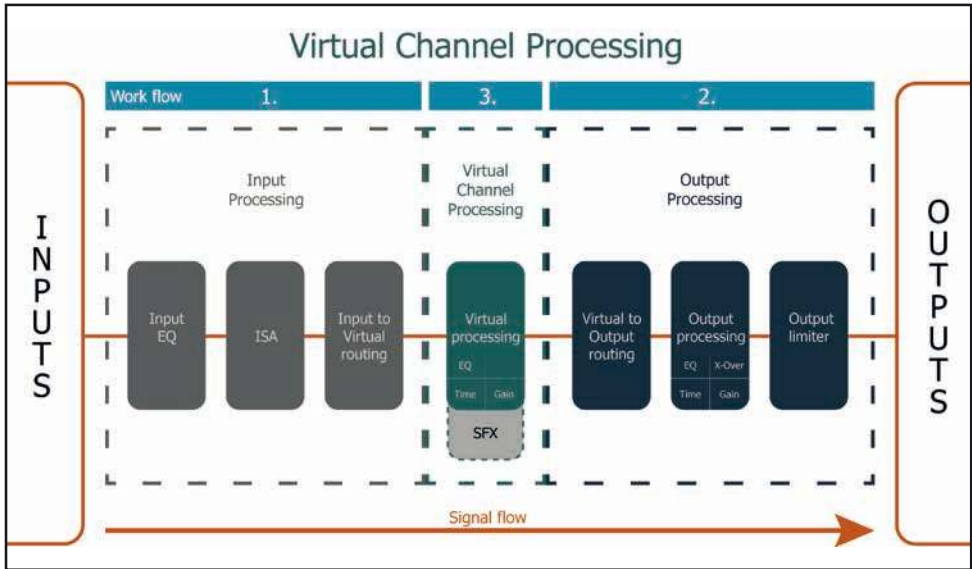 Virtual Channel Processing
Work flow 1. 3. 2.
INPUTS
Input
Processing
Virtual
Channel
Processing
Output
Processing
OUTPUTS
Input
EQ
ISA
Input to
Virtual
routing
Virtual
processing
EQ
Time Gain
SFX
Virtual to
Output
routing
Output
processing
EQ X-Over
Time Gain
Output
limiter
Signal flow